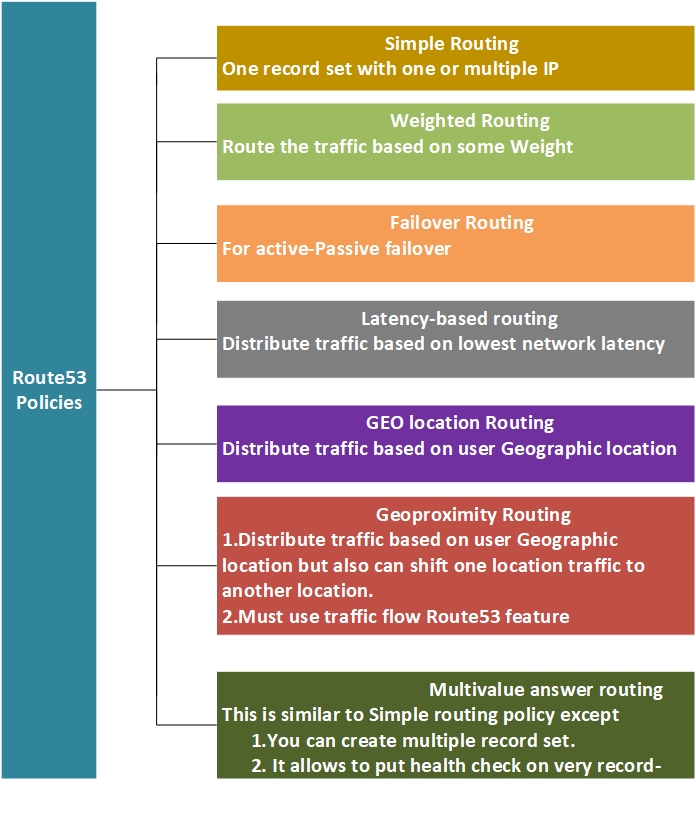 Route53
Policies
Simple Routing
One record set with one or multiple IP
Weighted Routing
Route the traffic based on some Weight
Failover Routing
For active-Passive failover
Latency-based routing
Distribute traffic based on lowest network latency
GEO location Routing
Distribute traffic based on user Geographic location
Geoproximity Routing
1.Distribute traffic based on user Geographic
location but also can shift one location traffic to
another location.
2.Must use traffic flow Route53 feature
Multivalue answer routing
This is similar to Simple routing policy except
1.You can create multiple record set.
2. It allows to put health check on very record-